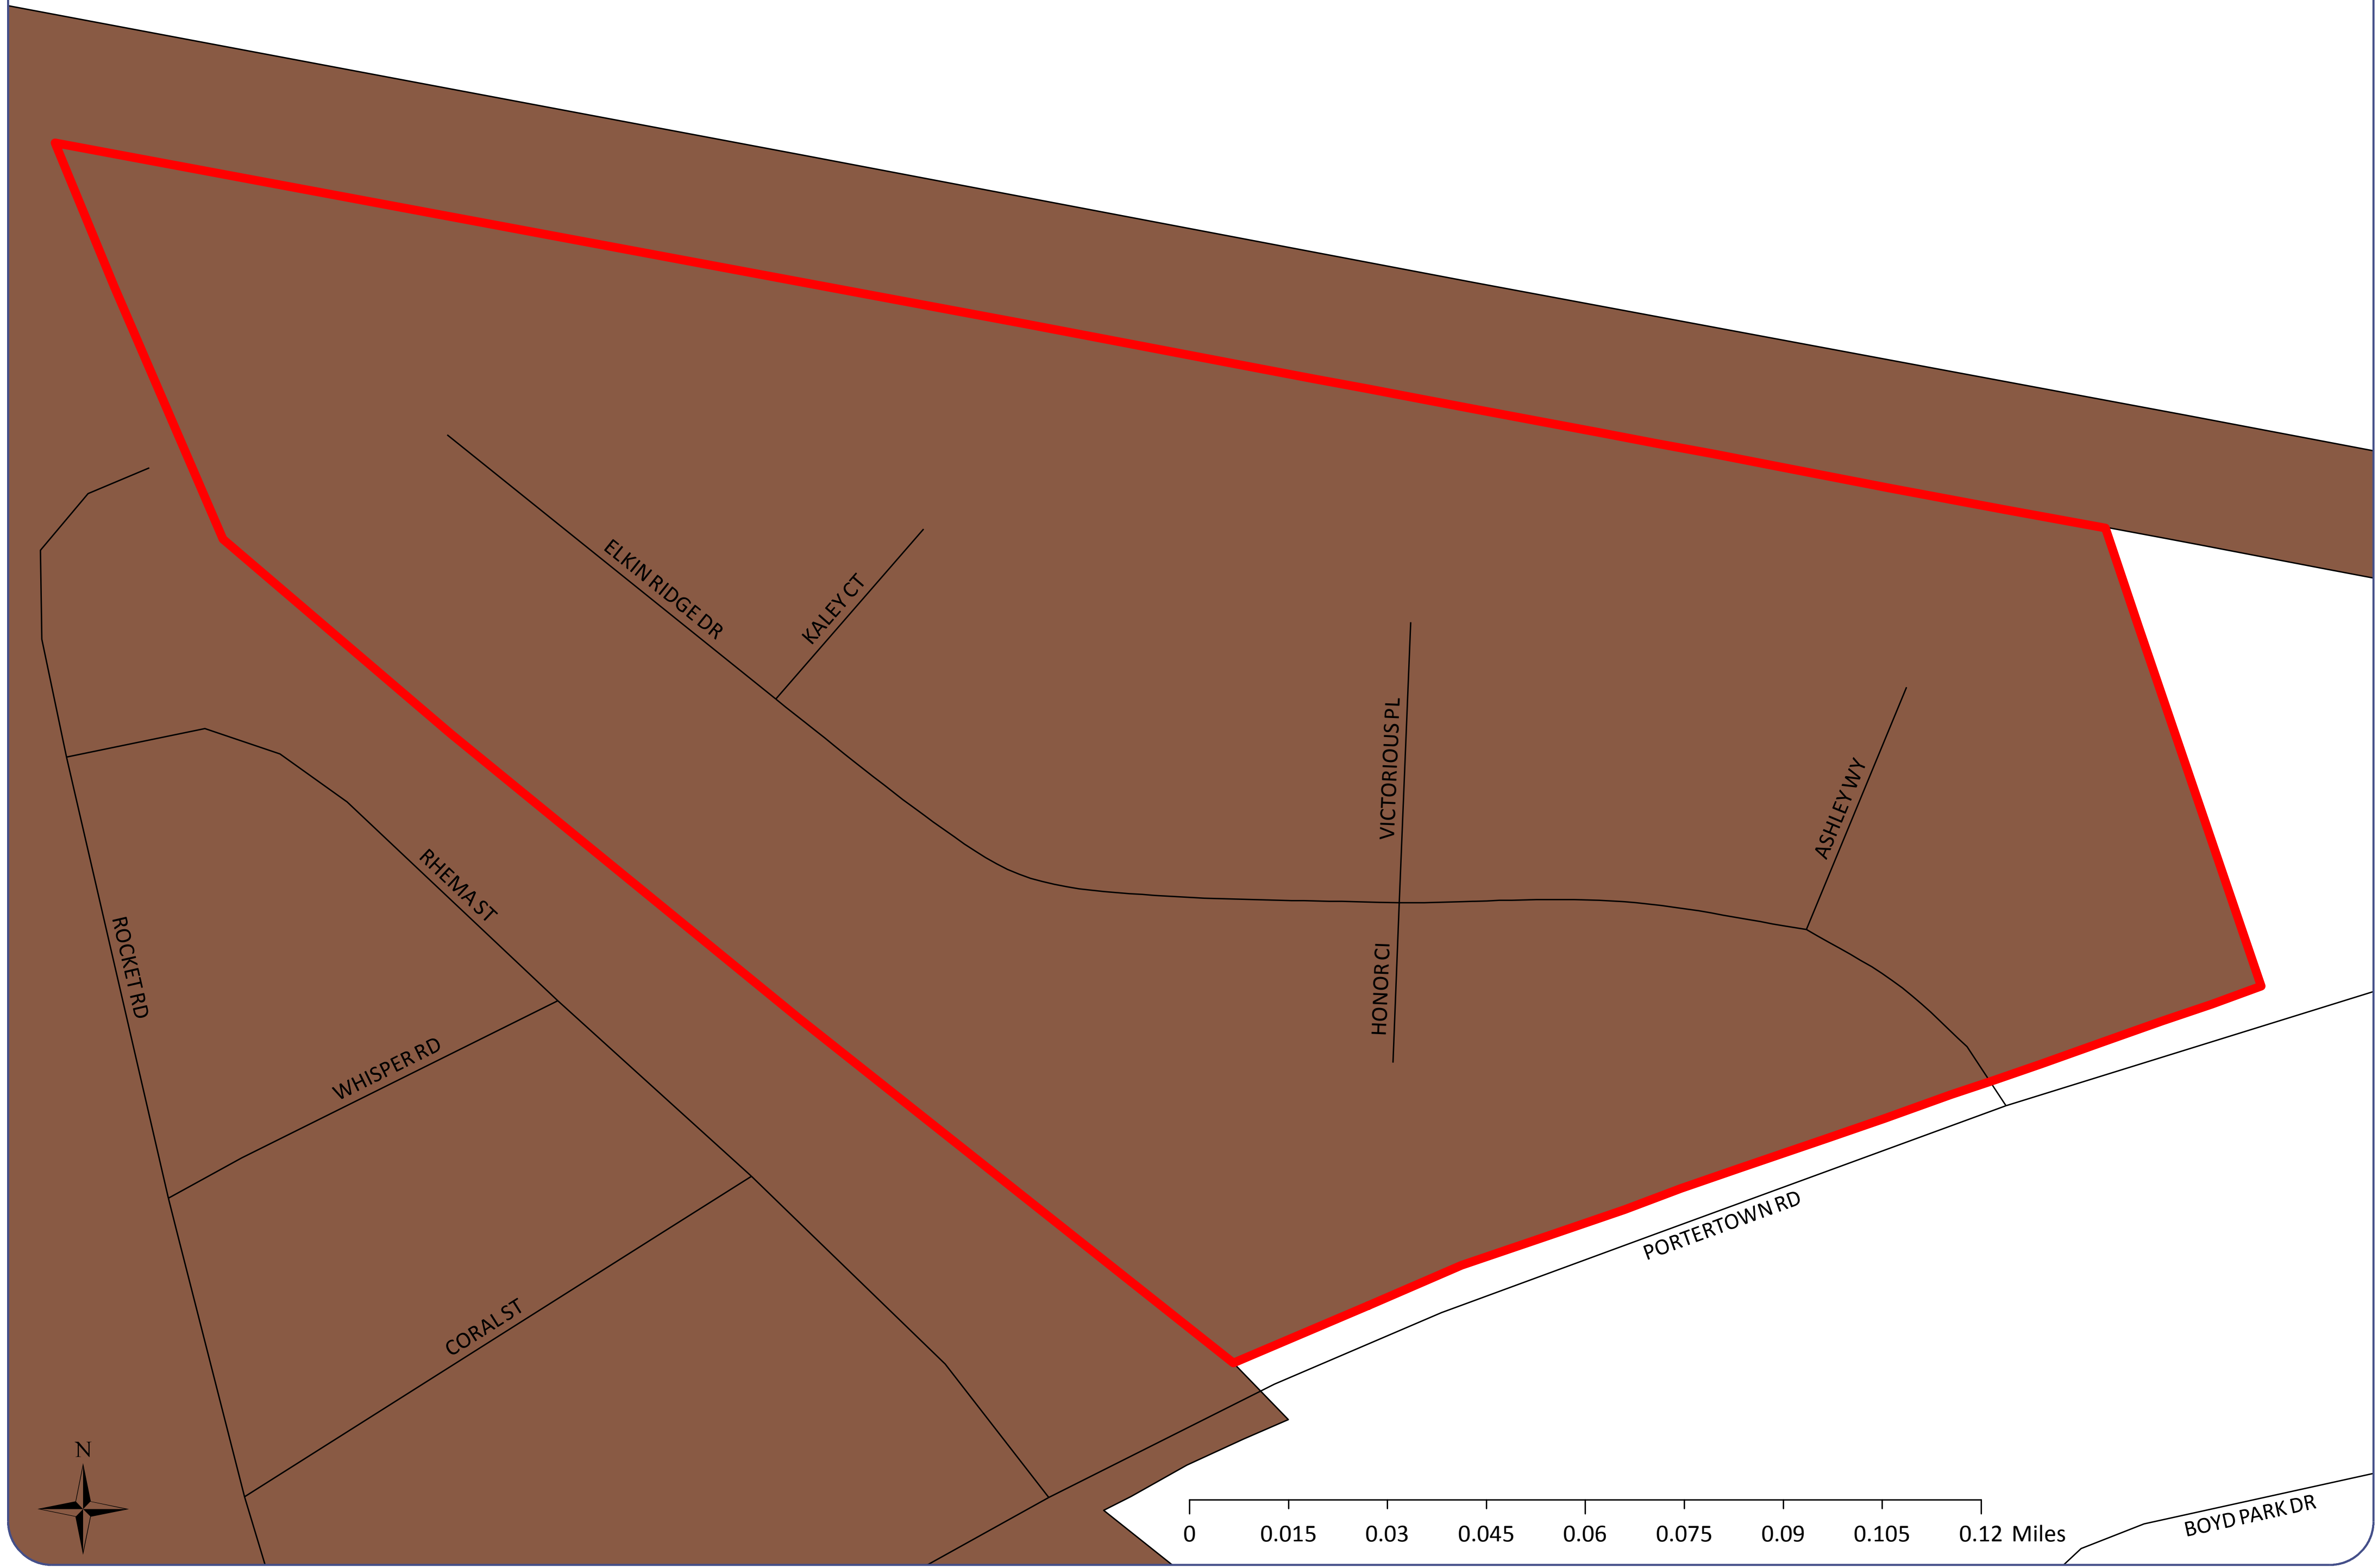 ELKIN RIDGE DR
KALEY CT
VICTORIOUS PL
ASHLEY WY
RHEMA ST
ROCKET RD
HONOR CI
WHISPER RD
PORTERTOWN RD
CORAL ST
N
0 0.015 0.03 0.045 0.06 0.075 0.09 0.105 0.12 Miles
BOYD PARK DR